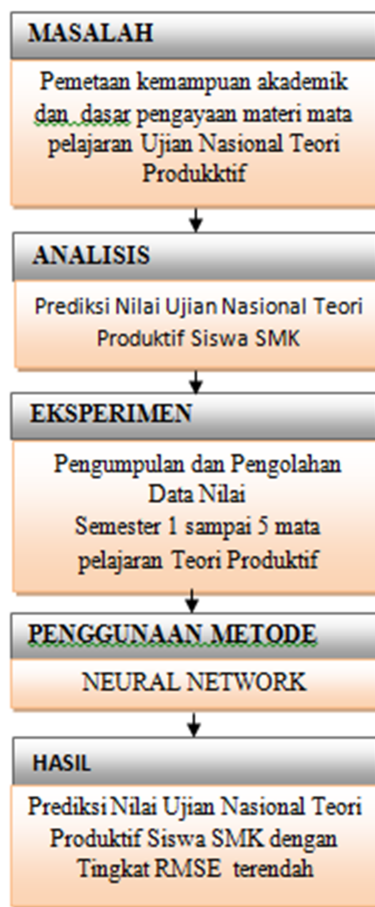 MASALAH
Pemetaan kemampuan akademik
dan dasar pengayaan materi mata
pelajaran Ujian Nasional Teori
Produkktif
ANALISIS
Prediksi Nilai Ujian Nasional Teori
Produktif Siswa SMK
EKSPERIMEN
Pengumpulan dan Pengolahan
Data Nilai
Semester 1 sampai 5 mata
pelajaran Teori Produktif
PENGGUNAAN METODE
NEURAL NETWORK
HASIL
Prediksi Nilai Ujian Nasional Teori
Produktif Siswa SMK dengan
Tingkat RMSE terendah